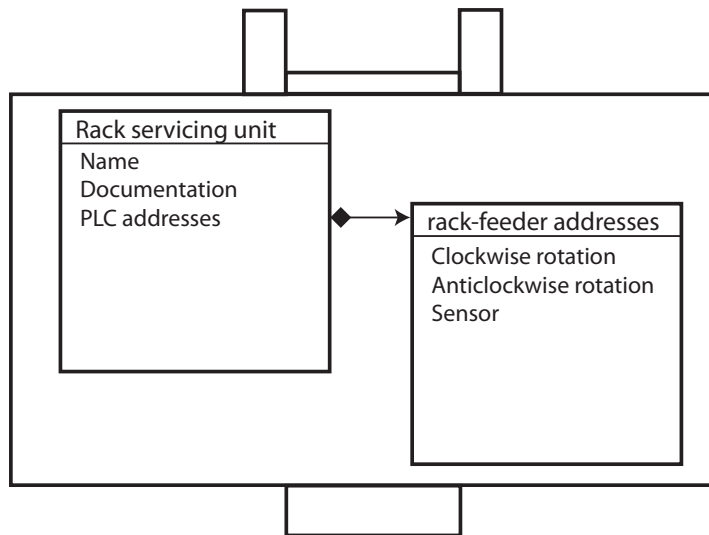 Rack servicing unit
Name
Documentation
PLC addresses
rack-feeder addresses
Clockwise rotation
Anticlockwise rotation
Sensor